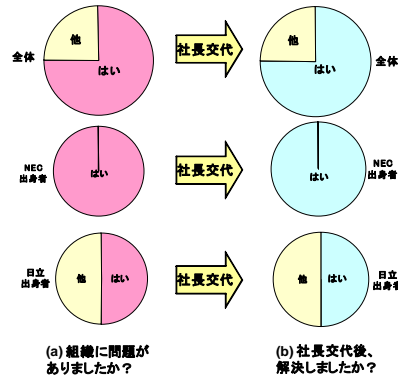 他
はい
全体
社長交代
他
はい
全体
はい
NEC
出身者
社長交代
はい
NEC
出身者
他
はい
日立
出身者
社長交代
他
はい
日立
出身者
(a) 組織に問題が
ありましたか？
(b) 社長交代後、
解決しましたか？